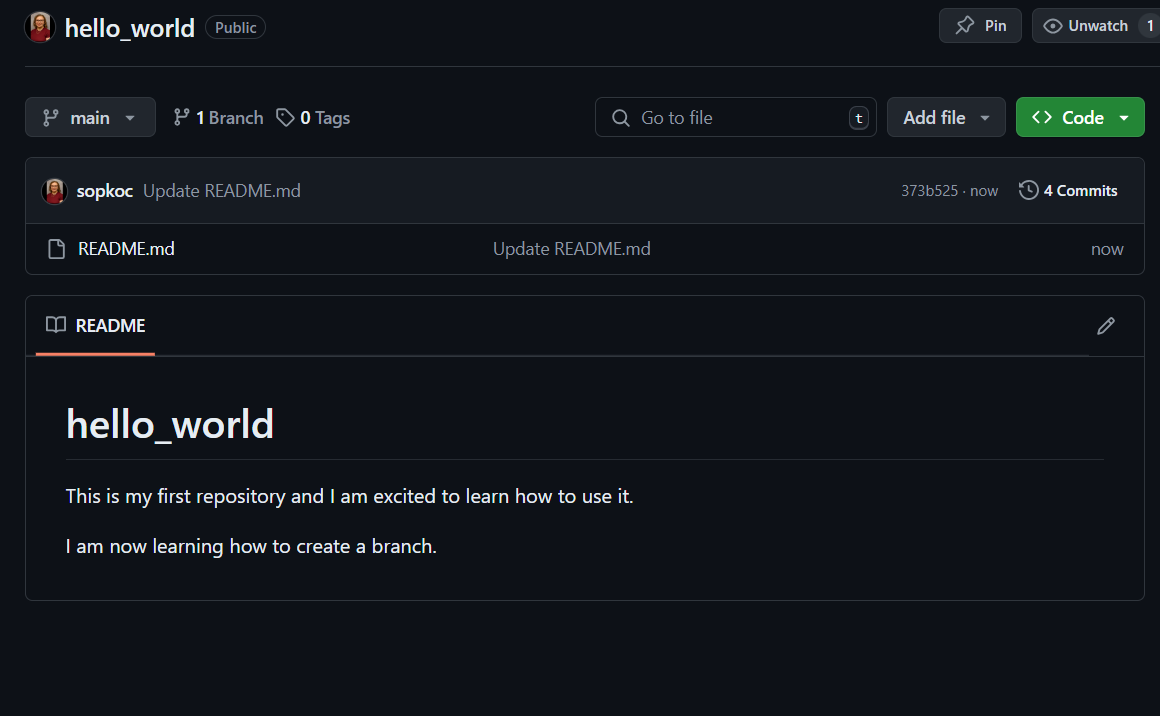 hello_world Public Pin Unwatch 1
main 1 Branch 0 Tags Go to file t Add file <> Code
sopkoc Update README.md 373b525 · now 4 Commits
README.md Update README.md now
README
hello_world
This is my first repository and I am excited to learn how to use it.
I am now learning how to create a branch.